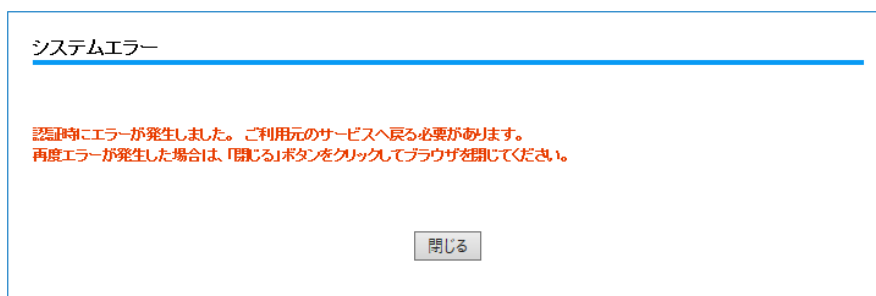 システムエラー
認証時にエラーが発生しました。 ご利用元のサービスへ戻る必要があります。
再度エラーが発生した場合は、「閉じる」ボタンをクリックしてブラウザを閉じてください。
閉じる